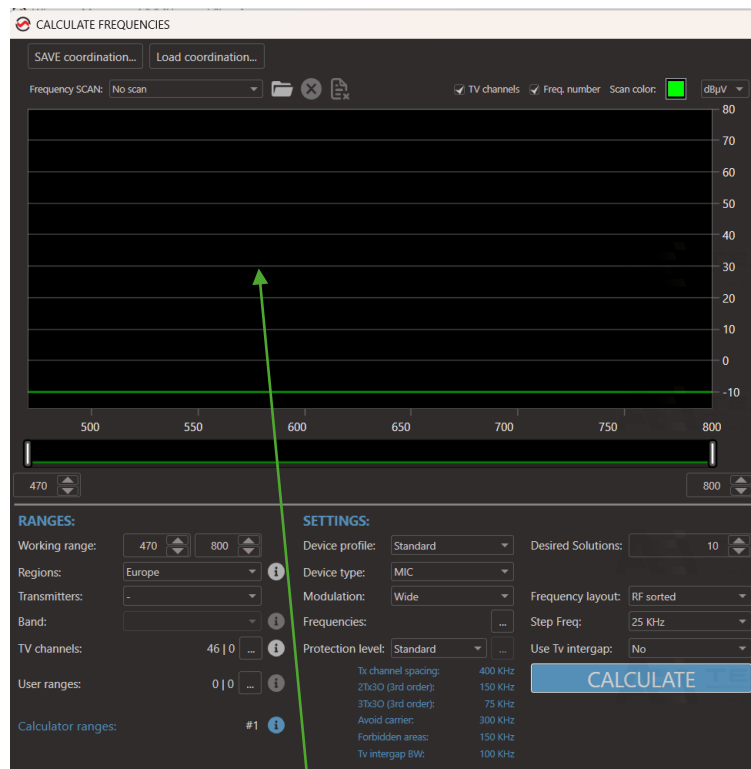 CALCULATE FREQUENCIES
SAVE coordination... Load coordination...
Frequency SCAN: No scan TV channels Freq. number Scan color: dBµV
80
70
60
50
40
30
20
10
0
-10
500 550 600 650 700 750 800
470 800
RANGES: SETTINGS:
Working range: 470 800 Device profile: Standard Desired Solutions: 10
Regions: Europe Device type: MIC
Transmitters: - Modulation: Wide Frequency layout: RF sorted
Band: Frequencies: ... Step Freq: 25 KHz
TV channels: 46 | 0 ... Protection level: Standard ... Use Tv intergap: No
Tx channel spacing: 400 KHz
User ranges: 0 | 0 ... 2Tx3O (3rd order): 150 KHz CALCULATE
3Tx3O (3rd order): 75 KHz
Calculator ranges: #1 Avoid carrier: 300 KHz
Forbidden areas: 150 KHz
Tv intergap BW: 100 KHz